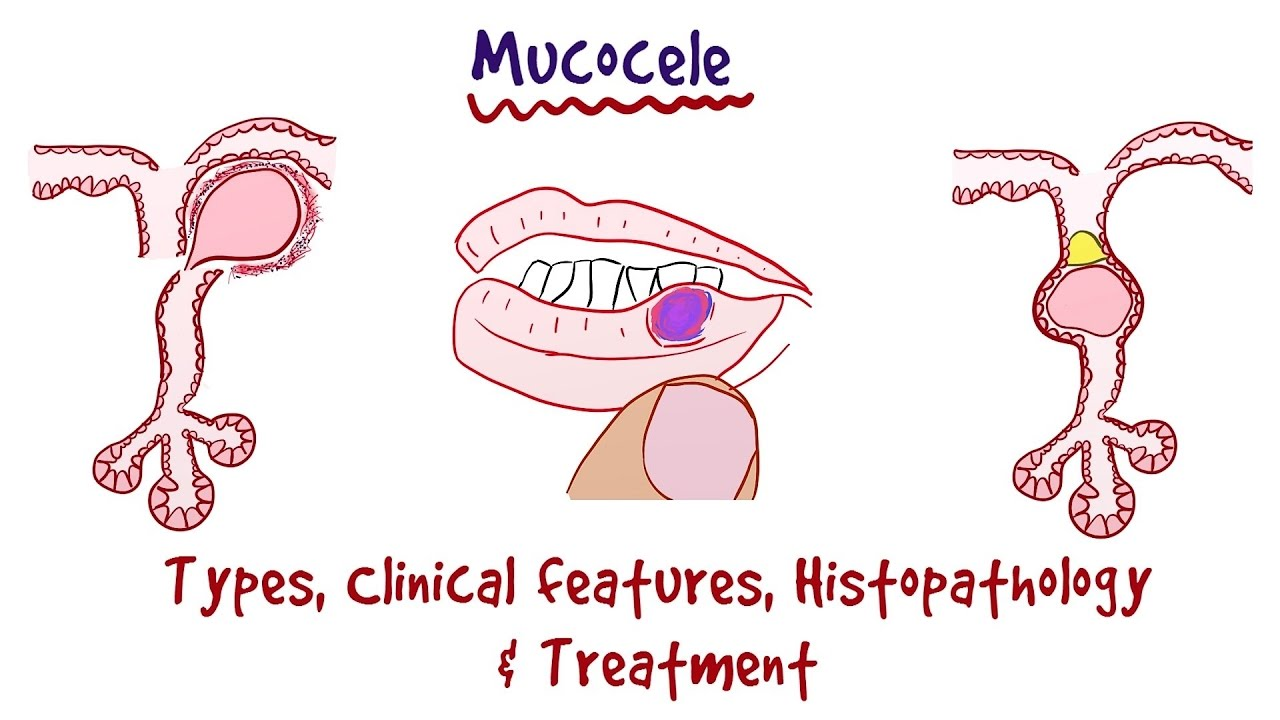 Mucocele
Types, Clinical features, Histopathology
& Treatment